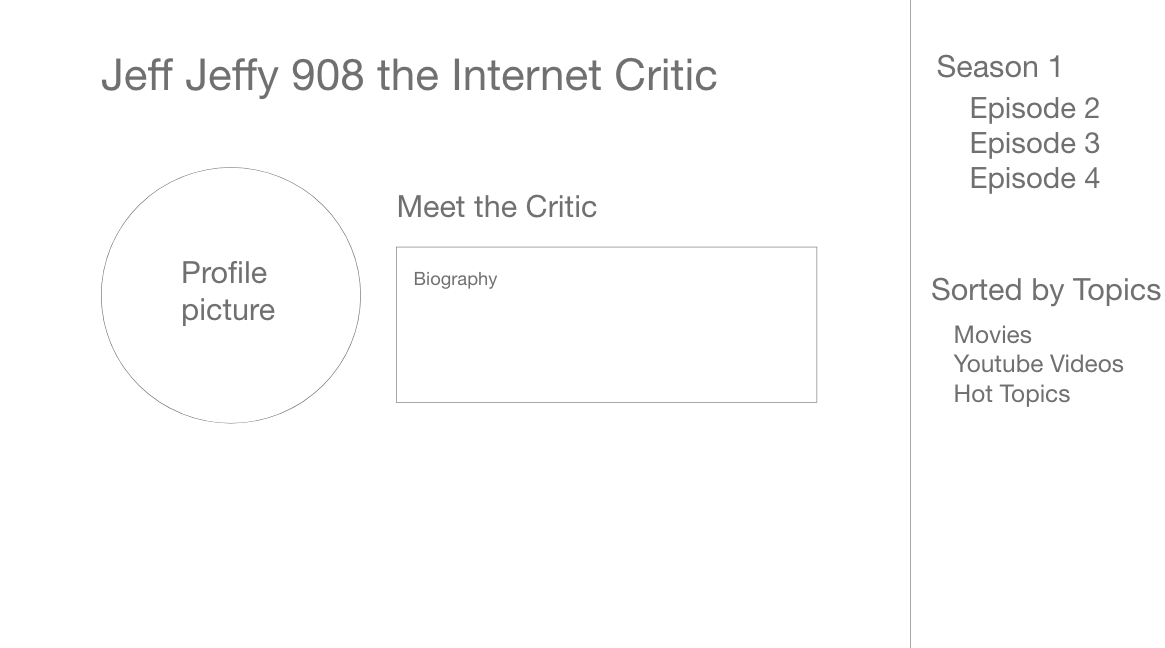 Jeff Jeffy 908 the Internet Critic
Profile
picture
Meet the Critic
Biography
Season 1
Episode 2
Episode 3
Episode 4
Sorted by Topics
Movies
Youtube Videos
Hot Topics